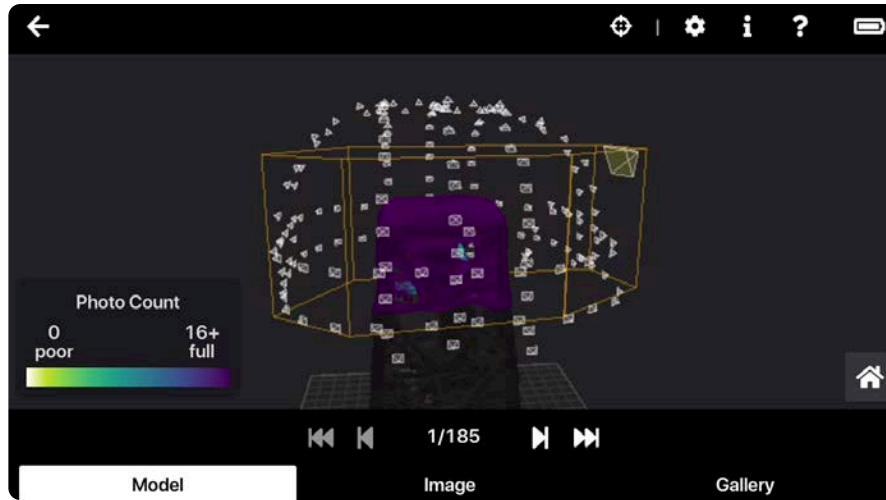 Photo Count
0 16+
poor full
1/185
Model Image Gallery